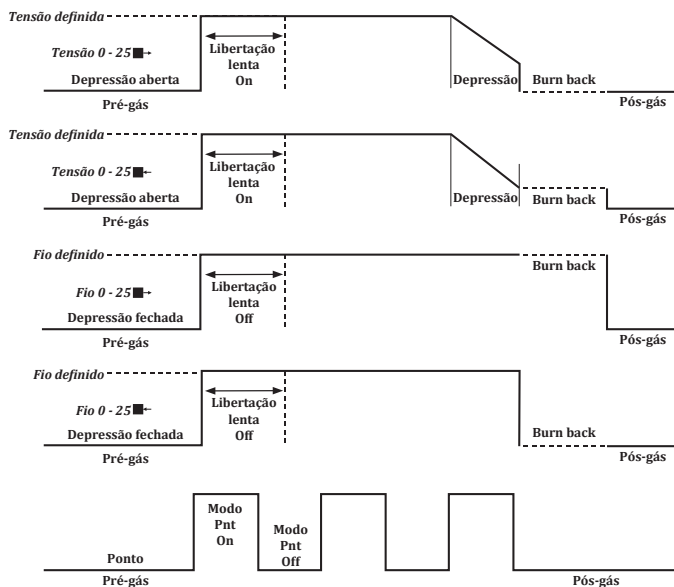 Tensão definida
Tensão 0 - 25
Depressão aberta
Pré-gás
Libertação
lenta
On
Depressão
Burn back
Pós-gás
Tensão definida
Tensão 0 - 25
Depressão aberta
Pré-gás
Libertação
lenta
On
Depressão
Burn back
Pós-gás
Fio definido
Fio 0 - 25
Depressão fechada
Pré-gás
Libertação
lenta
Off
Burn back
Pós-gás
Fio definido
Fio 0 - 25
Depressão fechada
Pré-gás
Libertação
lenta
Off
Burn back
Pós-gás
Ponto
Pré-gás
Modo
Pnt
On
Modo
Pnt
Off
Pós-gás